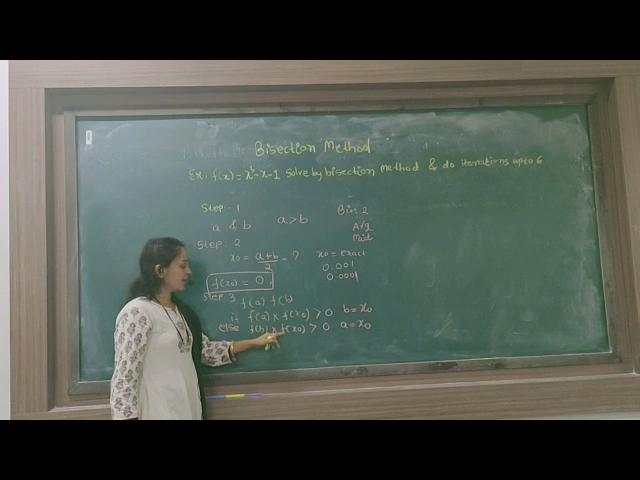 Bisection Method
Ex: f(x) = x³-x-1 solve by bisection method & do iterations upto 6
Step:- 1
a & b a>b
Bi=:2
Avg
Mid
Step: 2
x0 = a+b/2 = ?
x0 = exact
0.001
0.0001
f(x0) = 0,
Step 3 f(a) f(b)
if f(a) x f(x0) > 0 b=x0
else f(b) x f(x0) > 0 a=x0